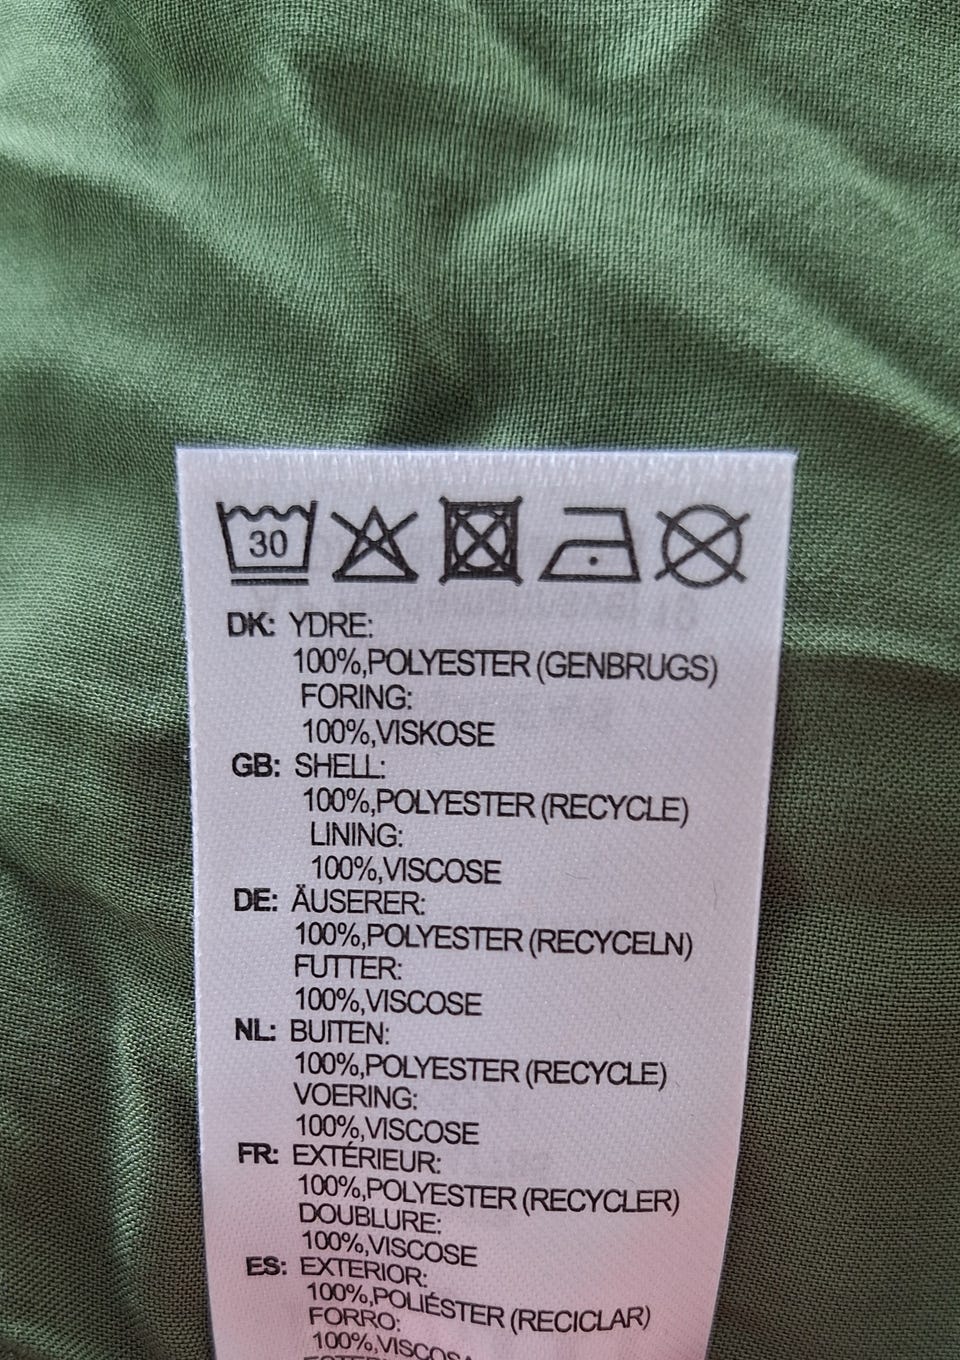 30
DK: YDRE:
100%,POLYESTER (GENBRUGS)
FORING:
100%,VISKOSE
GB: SHELL:
100%,POLYESTER (RECYCLE)
LINING:
100%,VISCOSE
DE: ÄUSERER:
100%,POLYESTER (RECYCELN)
FUTTER:
100%,VISCOSE
NL: BUITEN:
100%,POLYESTER (RECYCLE)
VOERING:
100%,VISCOSE
FR: EXTÉRIEUR:
100%,POLYESTER (RECYCLER)
DOUBLURE:
100%,VISCOSE
ES: EXTERIOR:
100%,POLIÉSTER (RECICLAR)
FORRO:
100%,VISCOSA